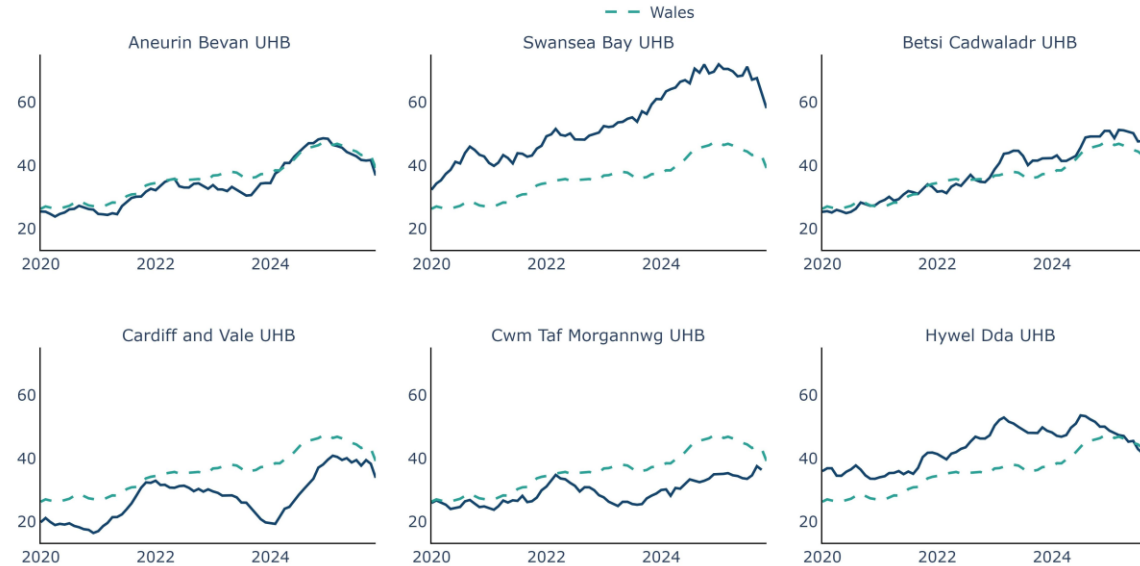 Wales
Aneurin Bevan UHB
Swansea Bay UHB
Betsi Cadwaladr UHB
60
40
20
2020 2022 2024
60
40
20
2020 2022 2024
60
40
20
2020 2022 2024
Cardiff and Vale UHB
Cwm Taf Morgannwg UHB
Hywel Dda UHB
60
40
20
2020 2022 2024
60
40
20
2020 2022 2024
60
40
20
2020 2022 2024